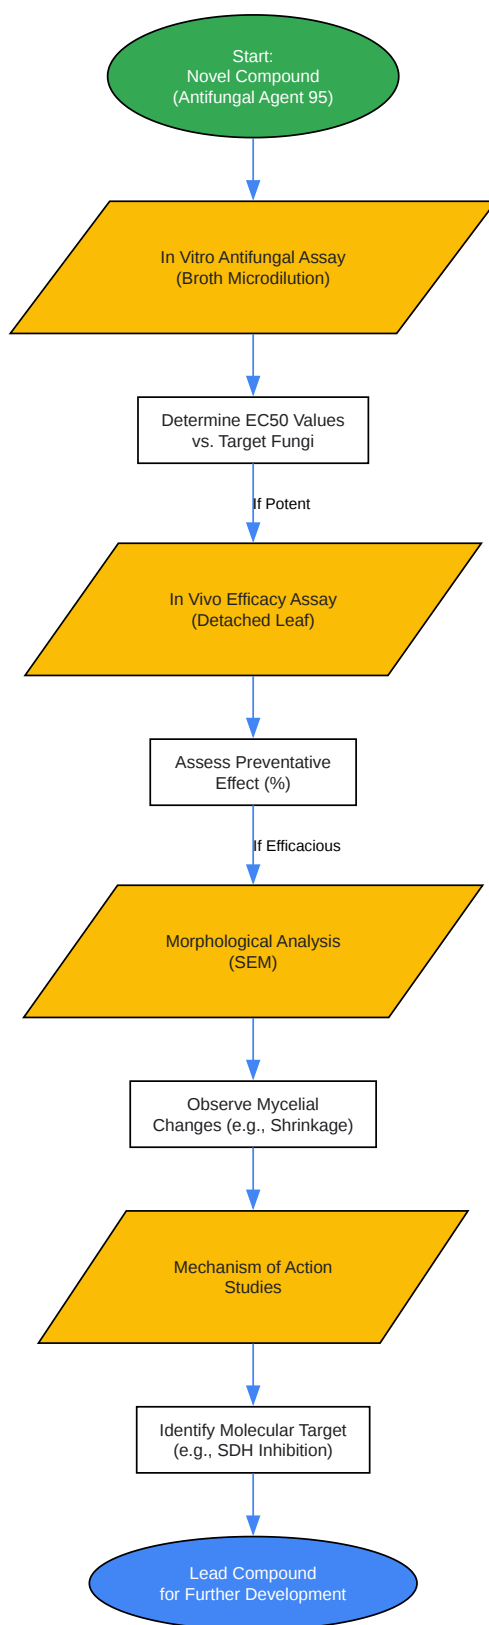 Start:
Novel Compound
(Antifungal Agent 95)
In Vitro Antifungal Assay
(Broth Microdilution)
Determine EC50 Values
vs. Target Fungi
If Potent
In Vivo Efficacy Assay
(Detached Leaf)
Assess Preventative
Effect (%)
If Efficacious
Morphological Analysis
(SEM)
Observe Mycelial
Changes (e.g., Shrinkage)
Mechanism of Action
Studies
Identify Molecular Target
(e.g., SDH Inhibition)
Lead Compound
for Further Development